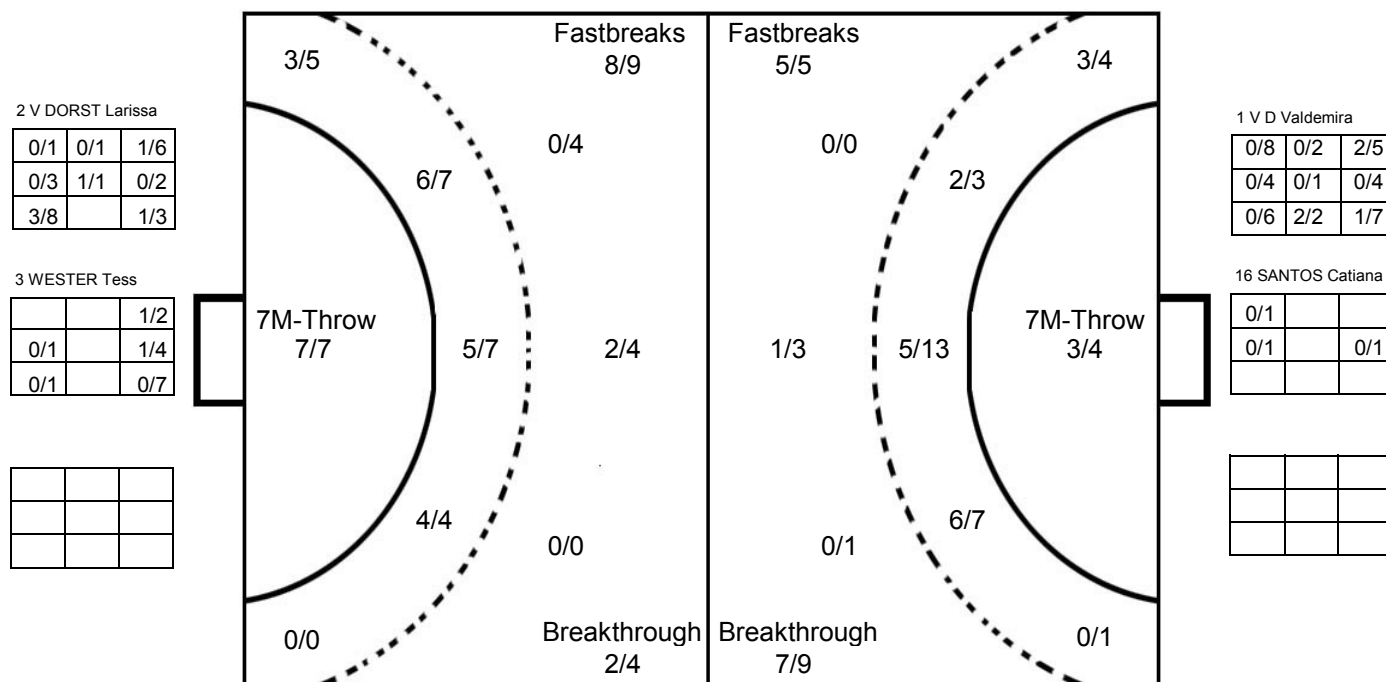 Fastbreaks
8/9
Fastbreaks
5/5
3/5
3/4
2 V DORST Larissa
0/1 0/1 1/6
0/3 1/1 0/2
3/8 1/3
1 V D Valdemira
0/8 0/2 2/5
0/4 0/1 0/4
0/6 2/2 1/7
0/4
0/0
6/7
2/3
3 WESTER Tess
1/2
0/1 1/4
0/1 0/7
16 SANTOS Catiana
0/1
0/1 0/1
7M-Throw
7/7
5/7
2/4
1/3
5/13
7M-Throw
3/4
4/4
6/7
0/0
0/1
0/0
0/1
Breakthrough
2/4
Breakthrough
7/9